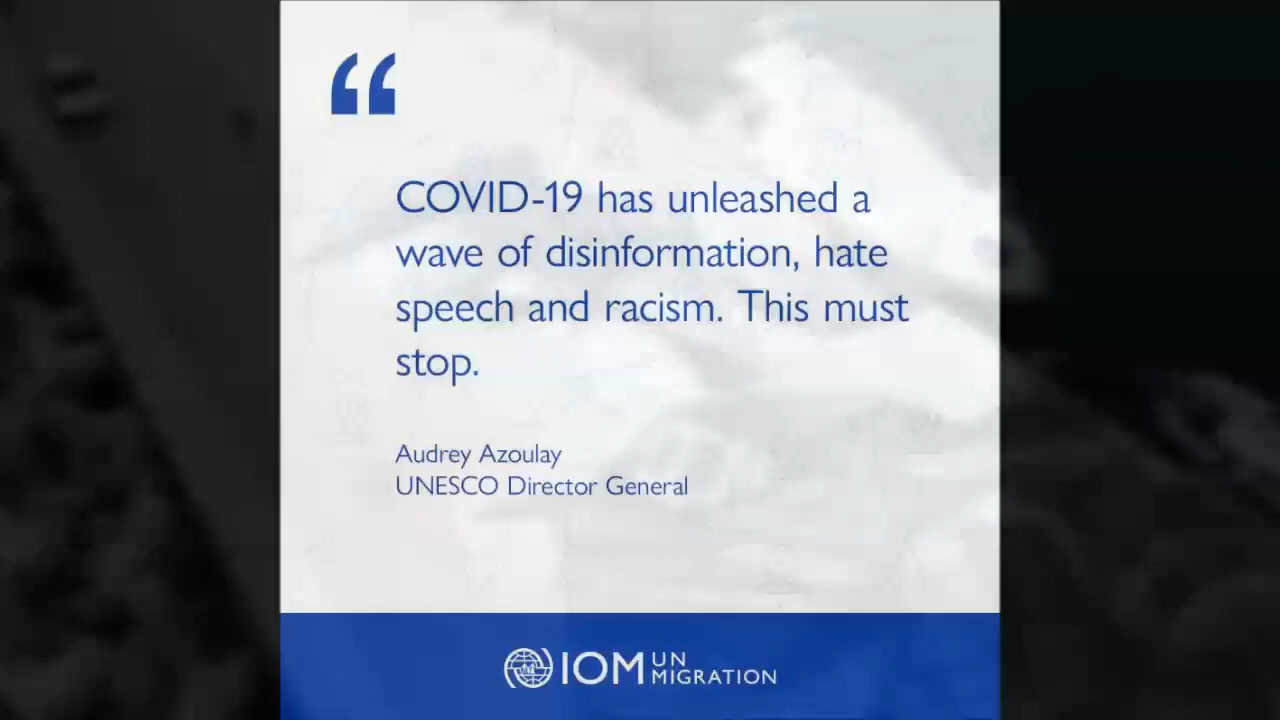 “
COVID-19 has unleashed a
wave of disinformation, hate
speech and racism. This must
stop.
Audrey Azoulay
UNESCO Director General
IOM UN
MIGRATION